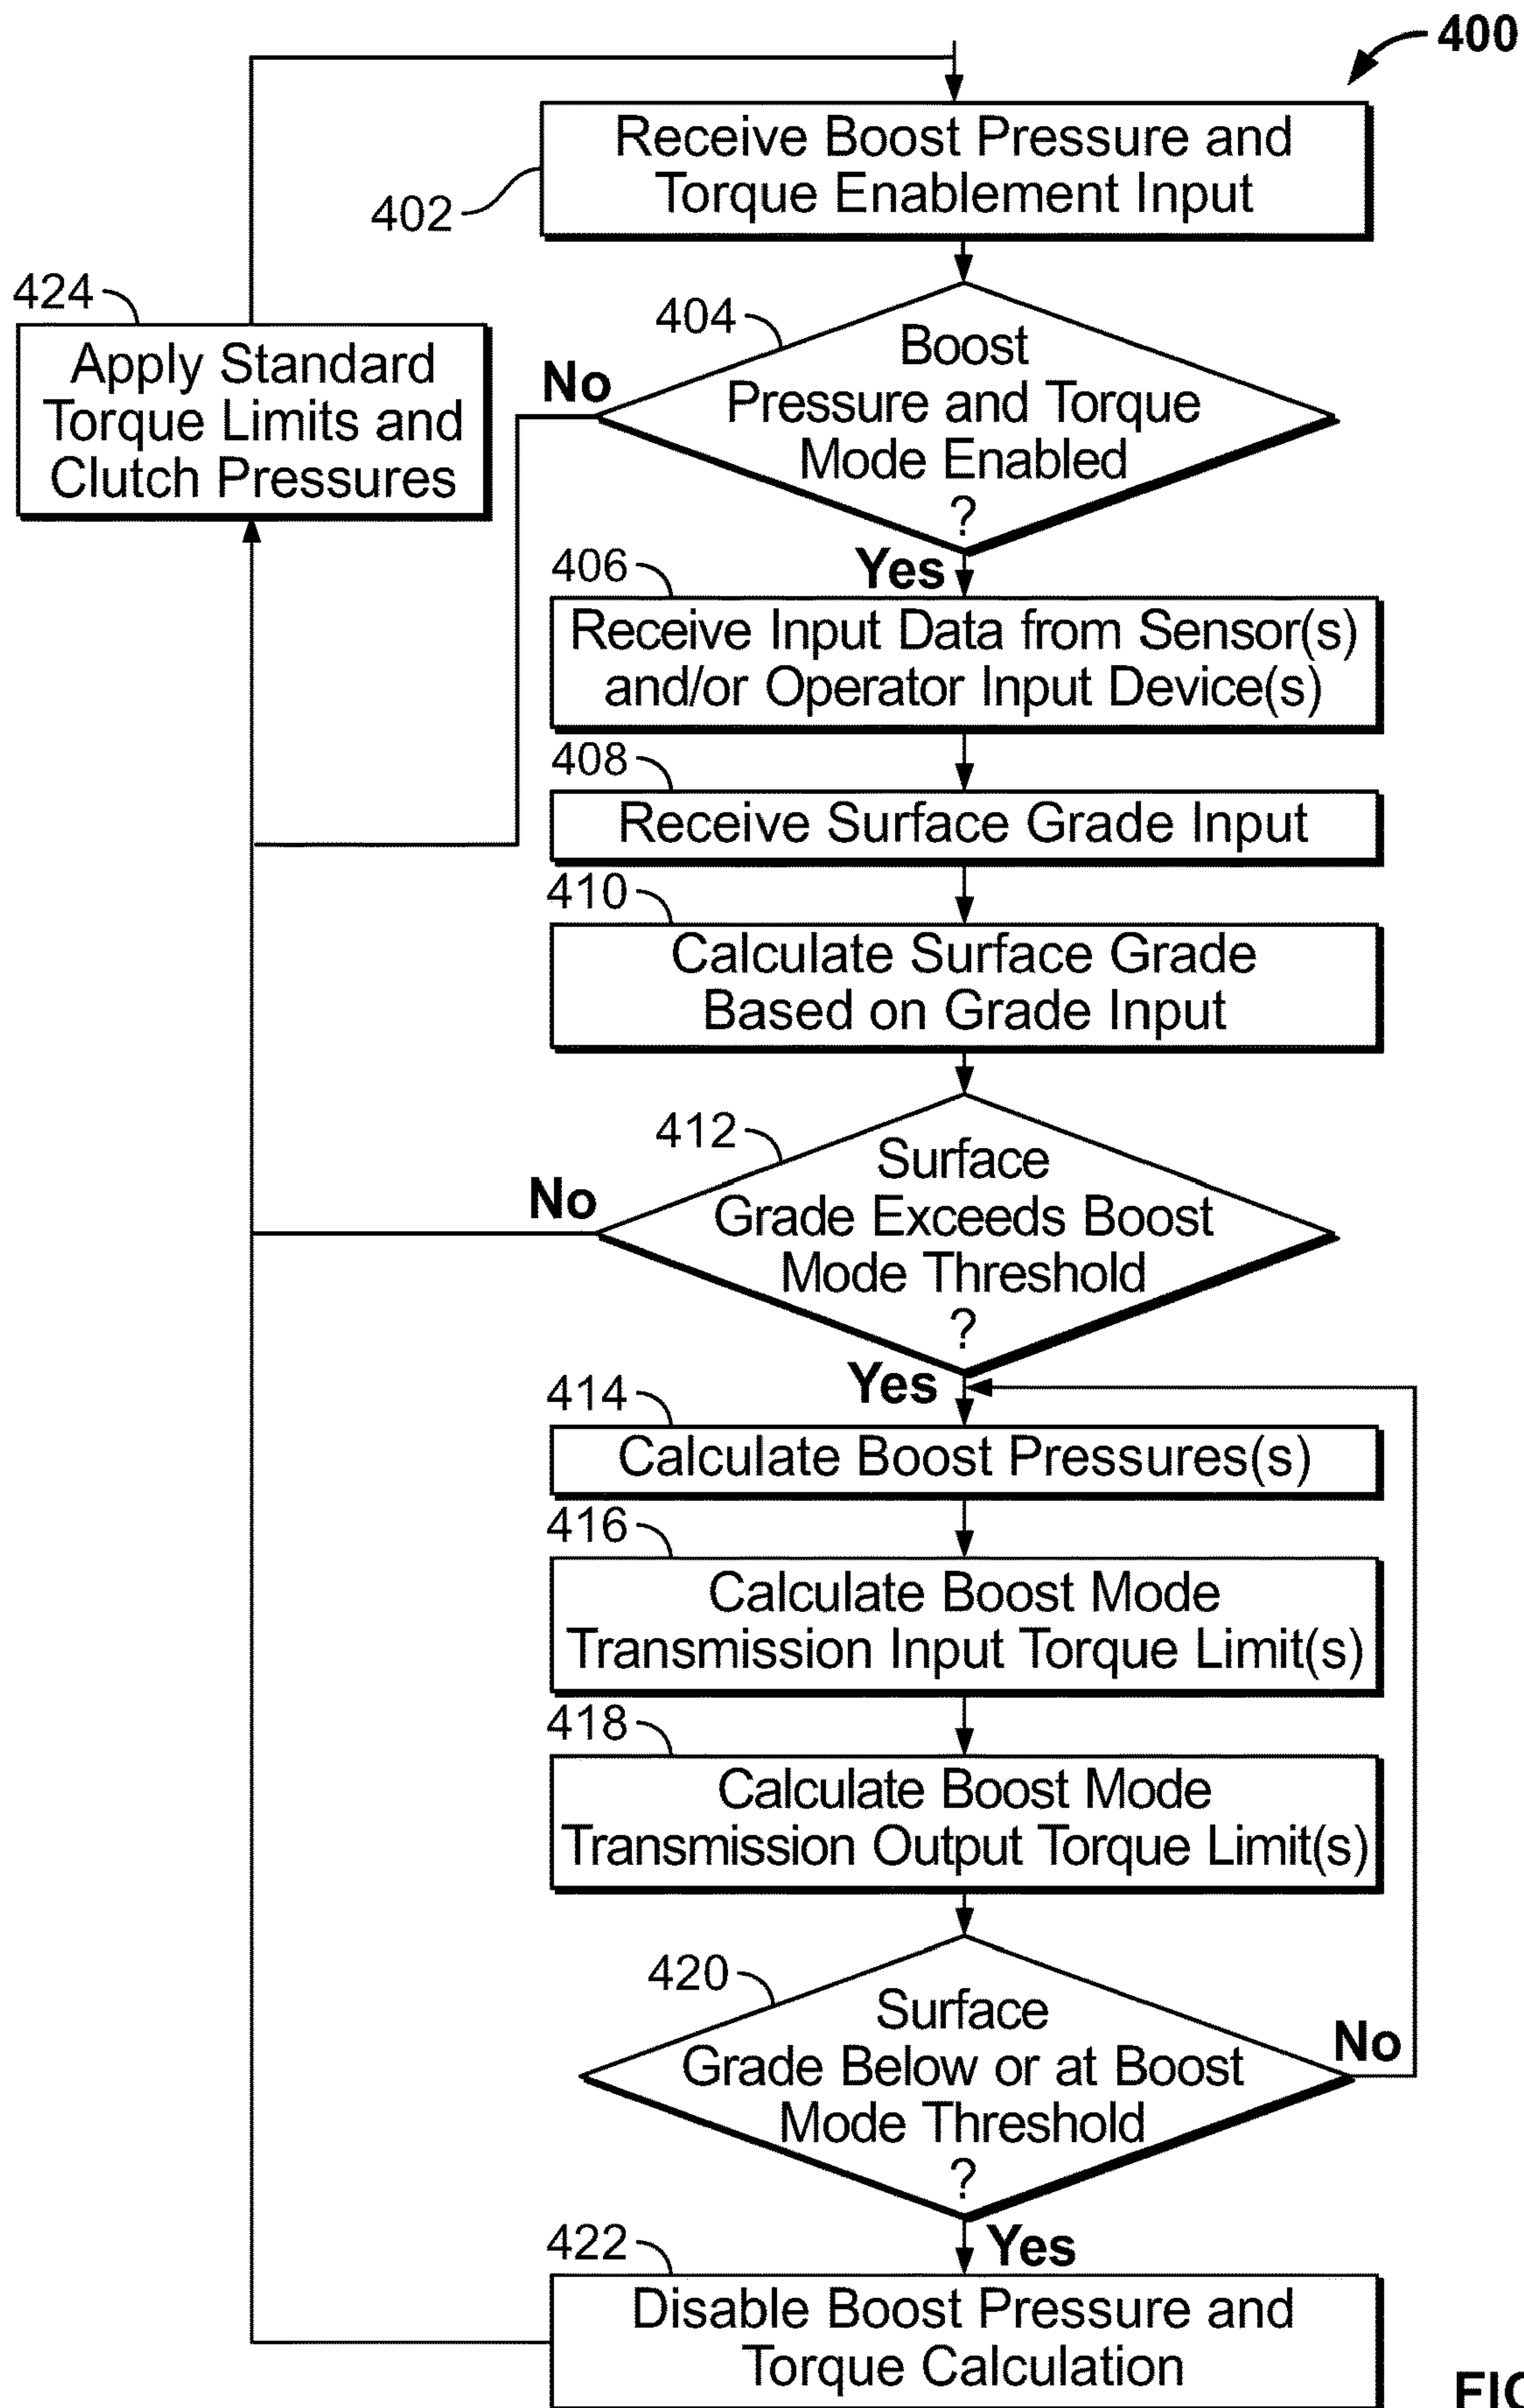 400
Receive Boost Pressure and
Torque Enablement Input
402
424
Apply Standard
Torque Limits and
Clutch Pressures
404
Boost
Pressure and Torque
Mode Enabled
?
No
Yes
406
Receive Input Data from Sensor(s)
and/or Operator Input Device(s)
408
Receive Surface Grade Input
410
Calculate Surface Grade
Based on Grade Input
412
Surface
Grade Exceeds Boost
Mode Threshold
?
No
Yes
414
Calculate Boost Pressures(s)
416
Calculate Boost Mode
Transmission Input Torque Limit(s)
418
Calculate Boost Mode
Transmission Output Torque Limit(s)
420
Surface
Grade Below or at Boost
Mode Threshold
?
No
Yes
422
Disable Boost Pressure and
Torque Calculation